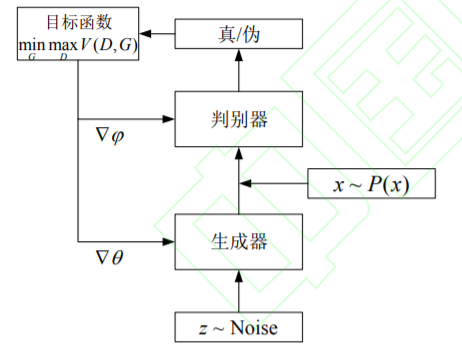 目标函数
min max V(D,G)
G D
真/伪
判别器
∇φ
x ~ P(x)
生成器
∇θ
z ~ Noise